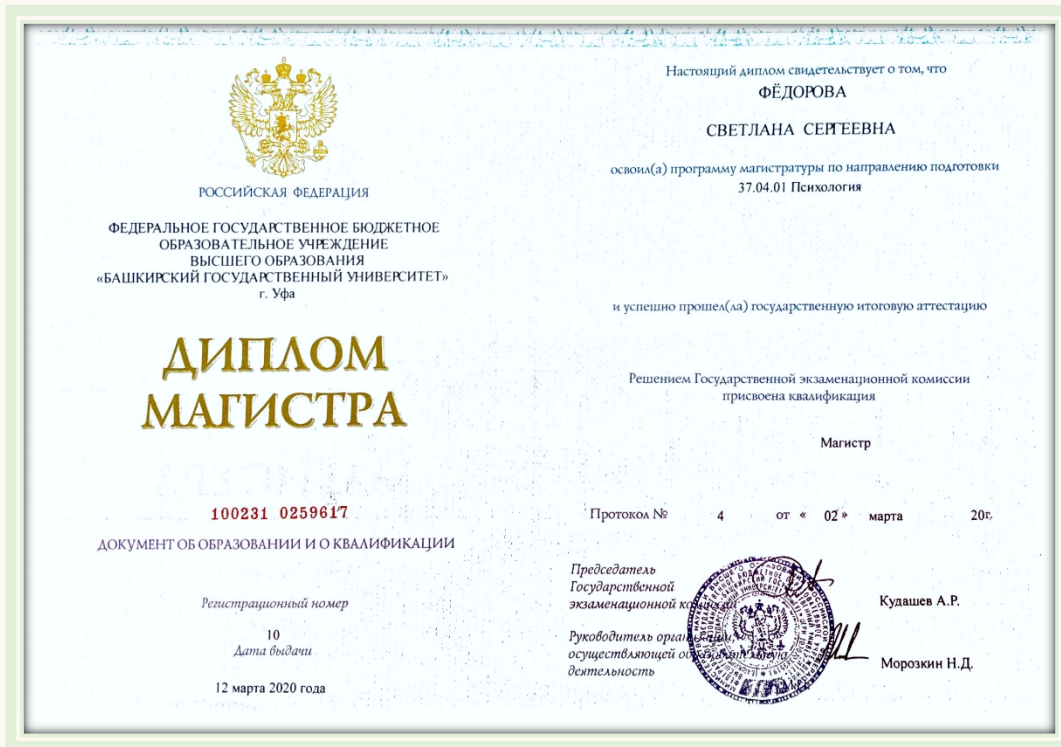 РОССИЙСКАЯ ФЕДЕРАЦИЯ
ФЕДЕРАЛЬНОЕ ГОСУДАРСТВЕННОЕ БЮДЖЕТНОЕ
ОБРАЗОВАТЕЛЬНОЕ УЧРЕЖДЕНИЕ
ВЫСШЕГО ОБРАЗОВАНИЯ
«БАШКИРСКИЙ ГОСУДАРСТВЕННЫЙ УНИВЕРСИТЕТ»
г. Уфа
ДИПЛОМ
МАГИСТРА
100231 0259617
ДОКУМЕНТ ОБ ОБРАЗОВАНИИ И О КВАЛИФИКАЦИИ
Регистрационный номер
10
Дата выдачи
12 марта 2020 года
Настоящий диплом свидетельствует о том, что
ФЁДОРОВА
СВЕТЛАНА СЕРГЕЕВНА
освоил(а) программу магистратуры по направлению подготовки
37.04.01 Психология
и успешно прошел(ла) государственную итоговую аттестацию
Решением Государственной экзаменационной комиссии
присвоена квалификация
Магистр
Протокол № 4 от « 02 » марта 20г.
Председатель
Государственной
экзаменационной комиссии
Кудашев А.Р.
Руководитель организации,
осуществляющей образовательную
деятельность
Морозкин Н.Д.